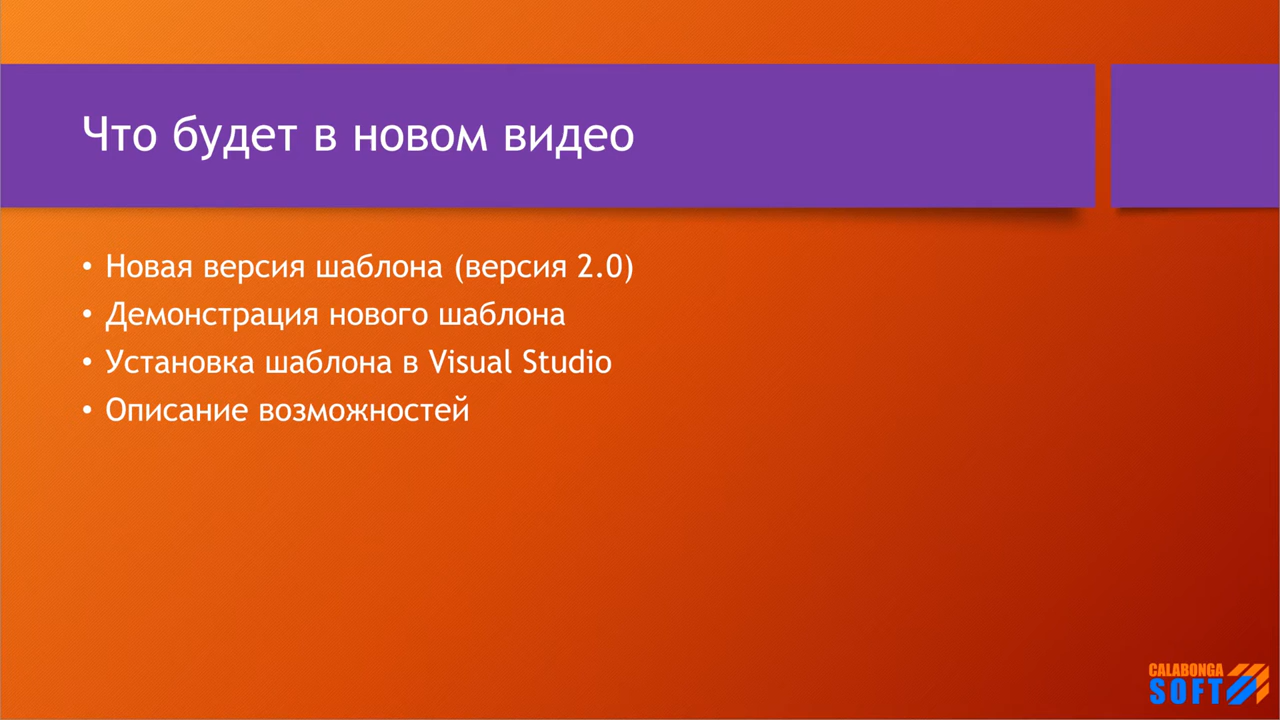 Что будет в новом видео
• Новая версия шаблона (версия 2.0)
• Демонстрация нового шаблона
• Установка шаблона в Visual Studio
• Описание возможностей
CALABONGA
SOFT